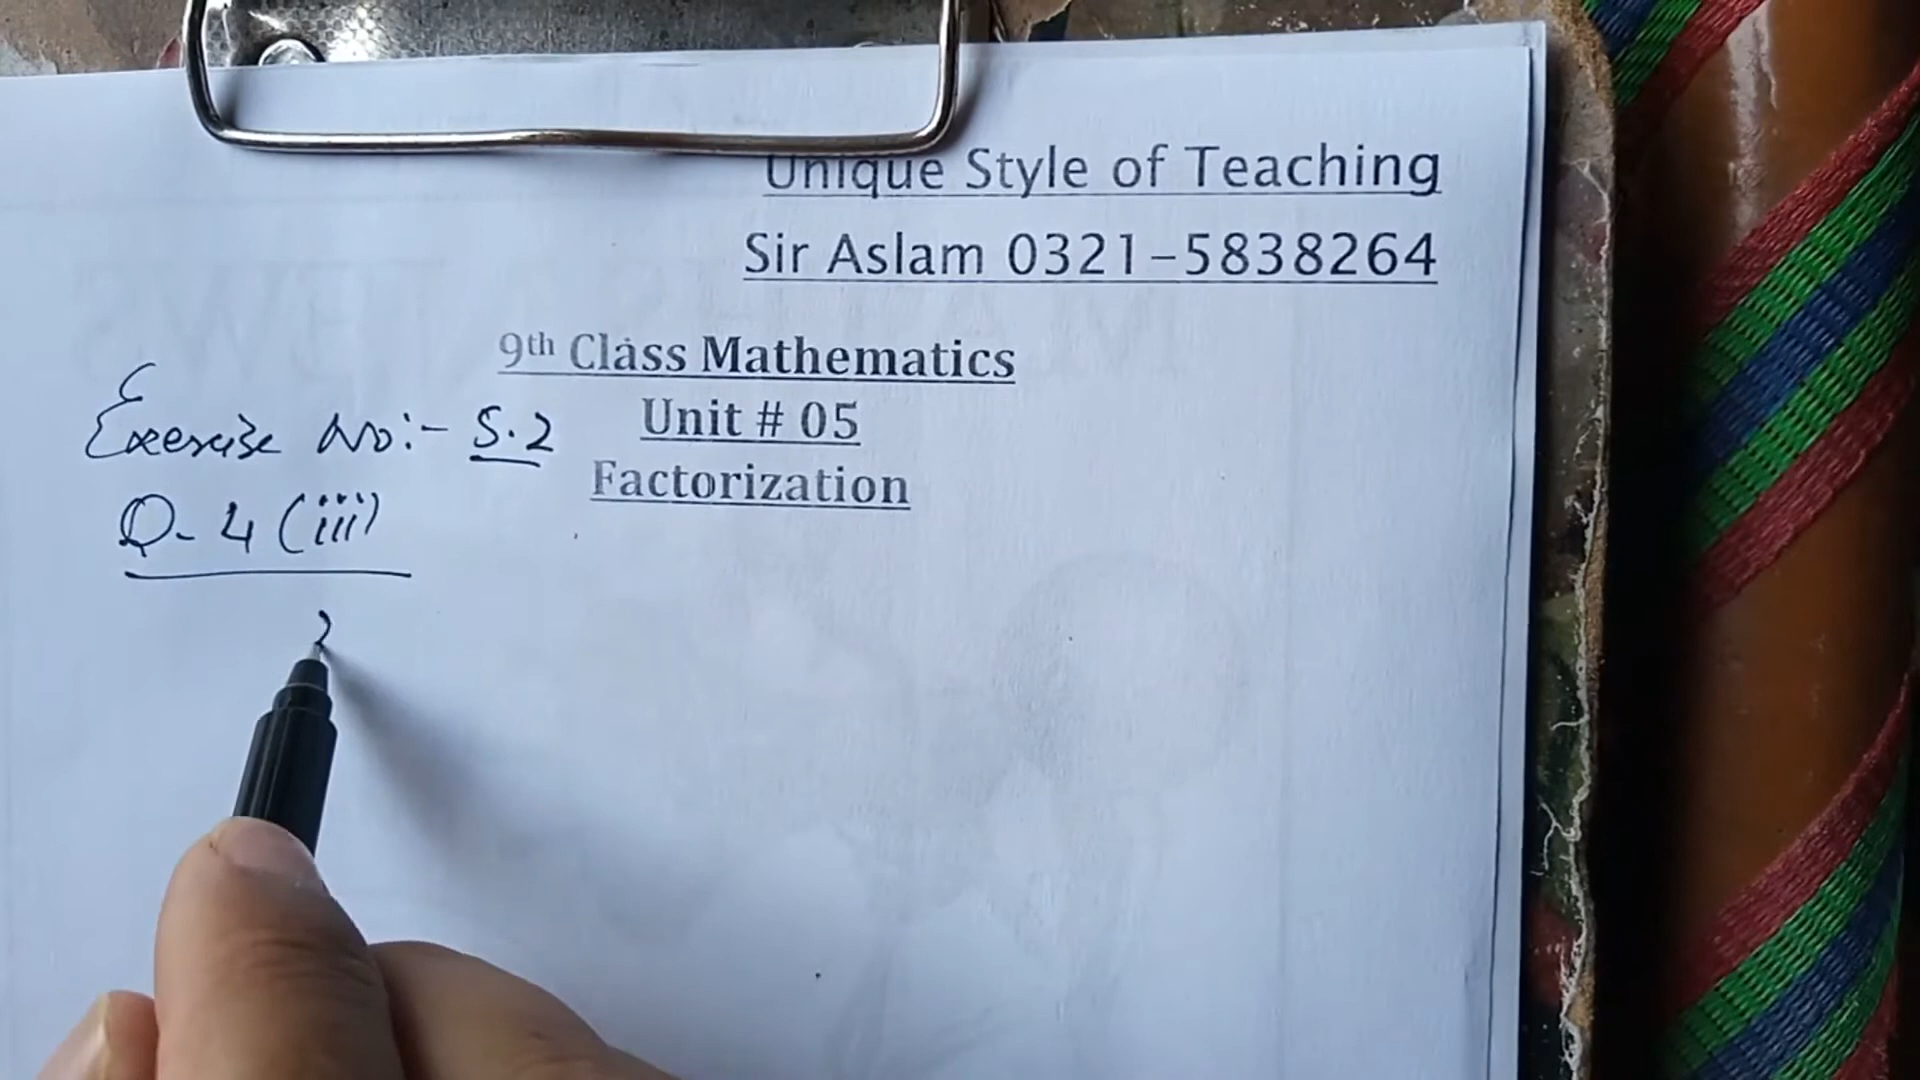 Unique Style of Teaching
Sir Aslam 0321-5838264
9th Class Mathematics
Exercise No:- 5.2
Unit # 05
Factorization
Q-4 (iii)